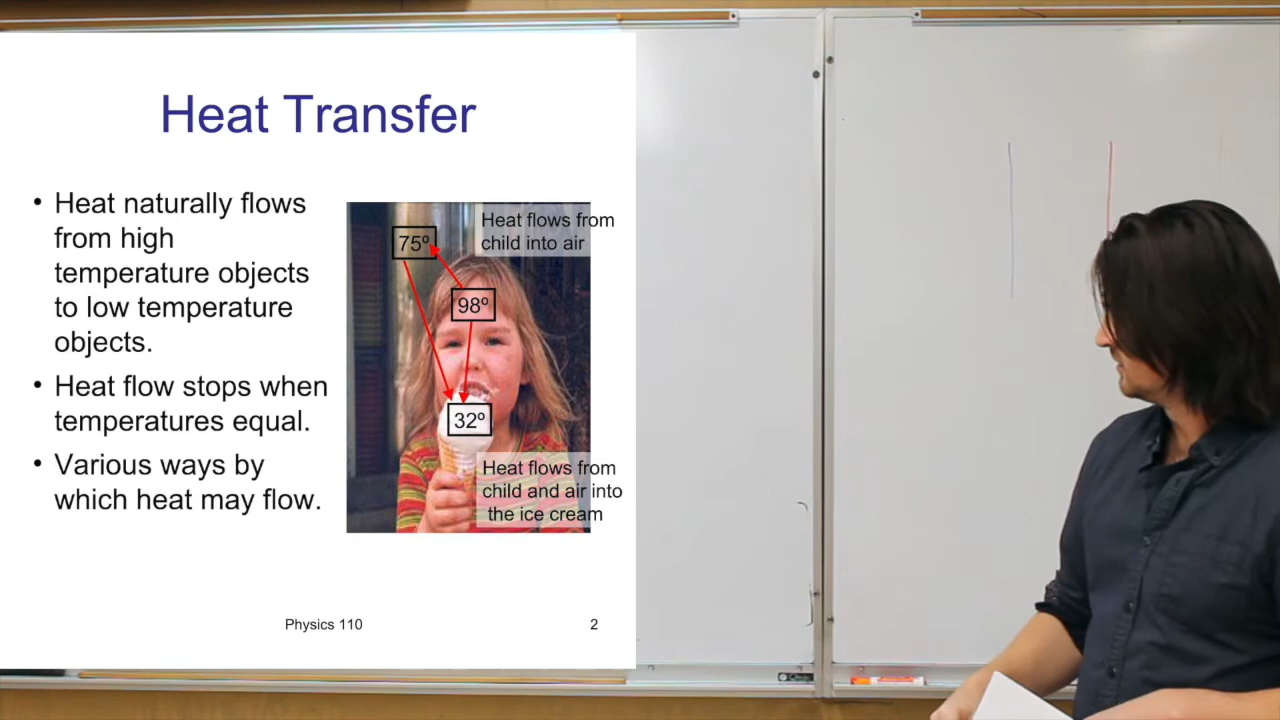 Heat Transfer
• Heat naturally flows
from high
temperature objects
to low temperature
objects.
• Heat flow stops when
temperatures equal.
• Various ways by
which heat may flow.
Heat flows from
child into air
75º
98º
32º
Heat flows from
child and air into
the ice cream
Physics 110
2